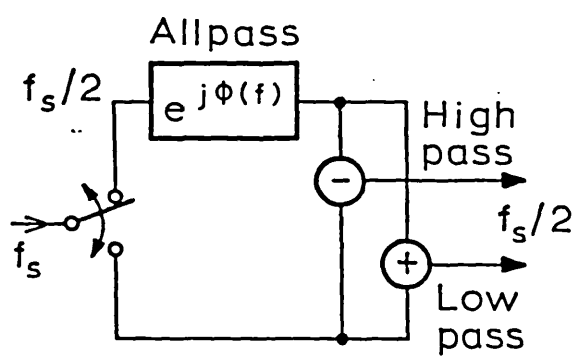 Allpass
f_s/2
e^{jΦ(f)}
High
pass
−
f_s/2
f_s
+
Low
pass